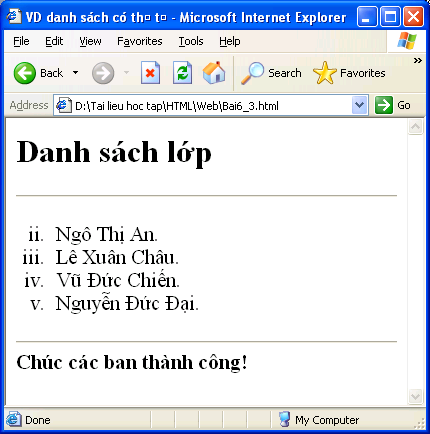 VD danh sách có th¤ t¤ - Microsoft Internet Explorer
File Edit View Favorites Tools Help
Back Search Favorites
Address D:\Tai lieu hoc tap\HTML\Web\Bai6_3.html Go
Danh sách lớp
ii. Ngô Thị An.
iii. Lê Xuân Châu.
iv. Vũ Đức Chiến.
v. Nguyễn Đức Đại.
Chúc các ban thành công!
Done My Computer